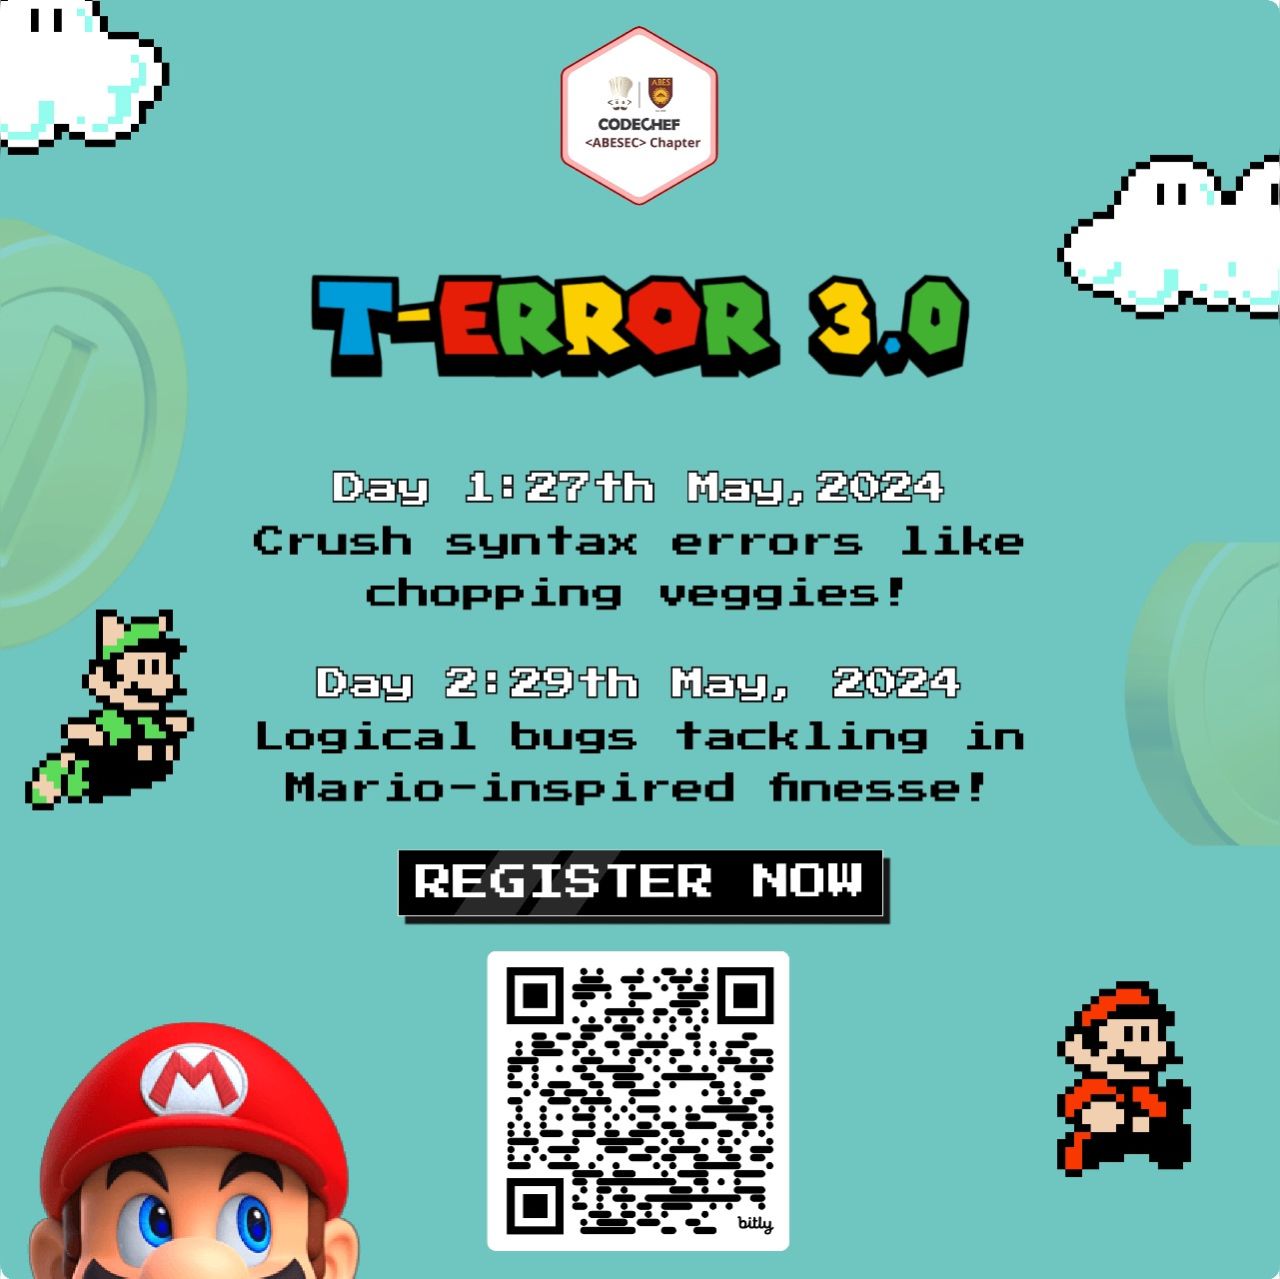 ABES
CODECHEF
<ABESEC> Chapter
T-ERROR 3.0
Day 1:27th May,2024
Crush syntax errors like
chopping veggies!
Day 2:29th May, 2024
Logical bugs tackling in
Mario-inspired finesse!
REGISTER NOW
M
bitly